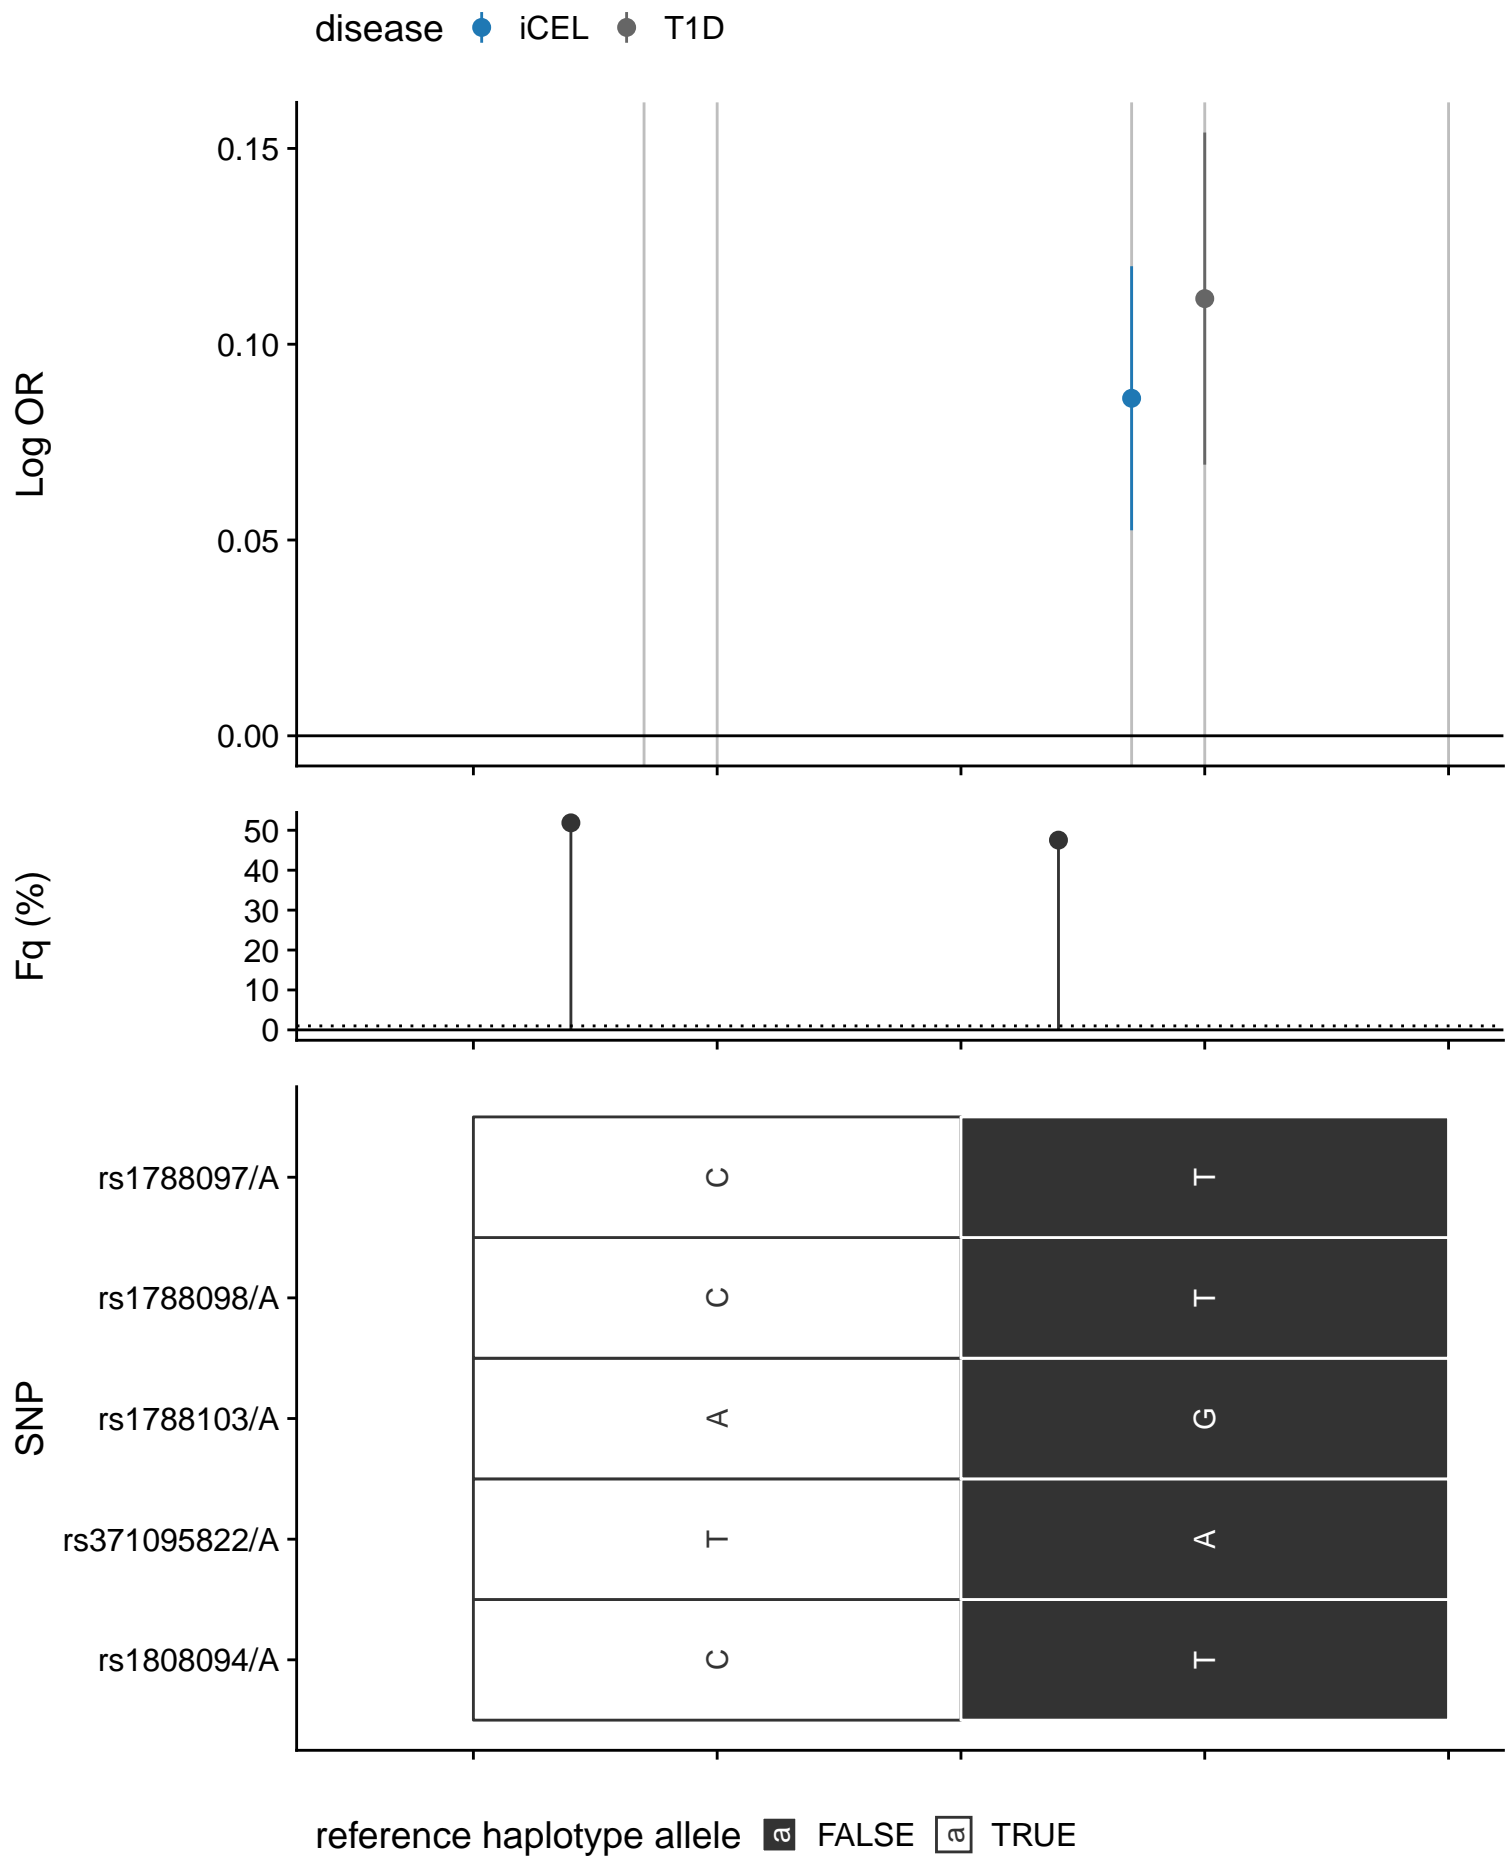 disease iCEL T1D
0.15
0.10
0.05
0.00
Log OR
50
40
30
20
10
0
Fq (%)
rs1788097/A C T
rs1788098/A C T
rs1788103/A A G
rs371095822/A T A
rs1808094/A C T
SNP
reference haplotype allele a FALSE a TRUE